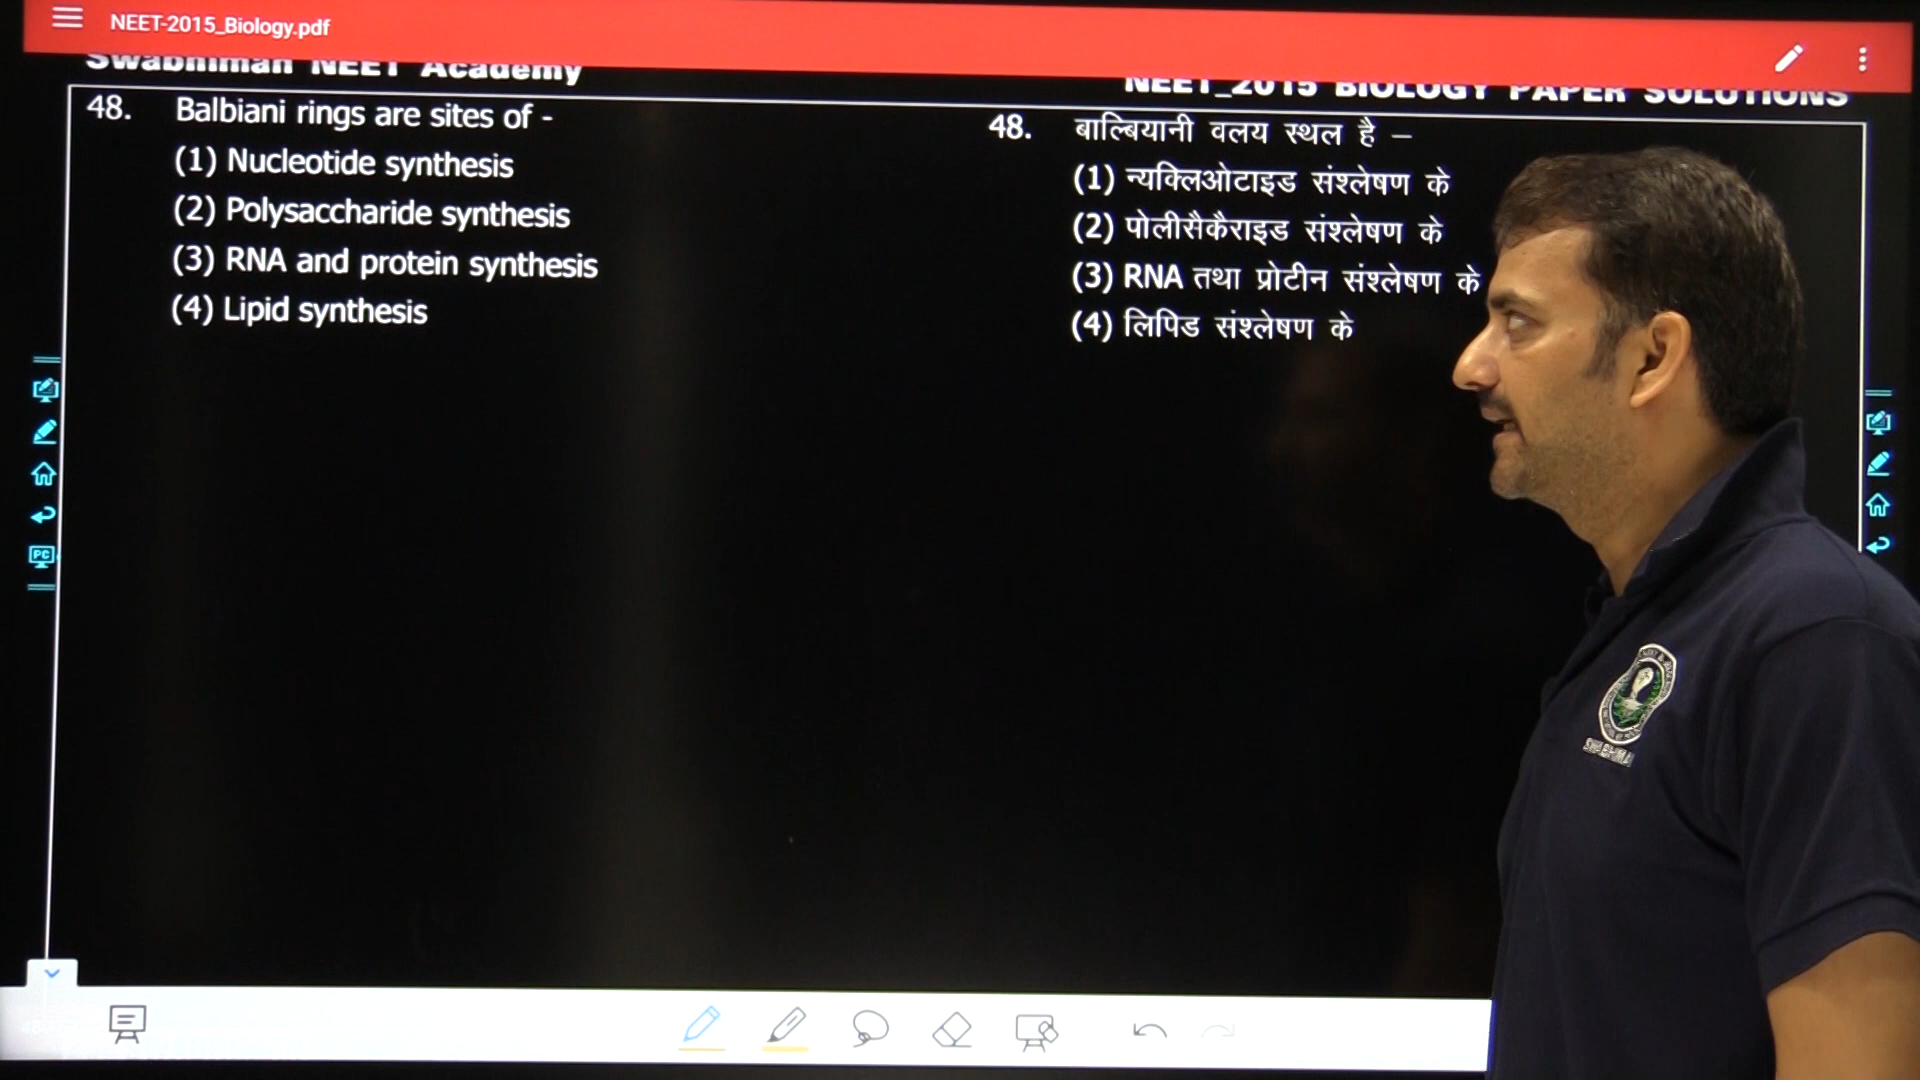 NEET-2015_Biology.pdf
Swabhiman NEET Academy
NEET_2015 BIOLOGY PAPER SOLUTIONS
48. Balbiani rings are sites of -
(1) Nucleotide synthesis
(2) Polysaccharide synthesis
(3) RNA and protein synthesis
(4) Lipid synthesis
48. बाल्बियानी वलय स्थल है –
(1) न्यक्लिओटाइड संश्लेषण के
(2) पोलीसैकैराइड संश्लेषण के
(3) RNA तथा प्रोटीन संश्लेषण के
(4) लिपिड संश्लेषण के
PC